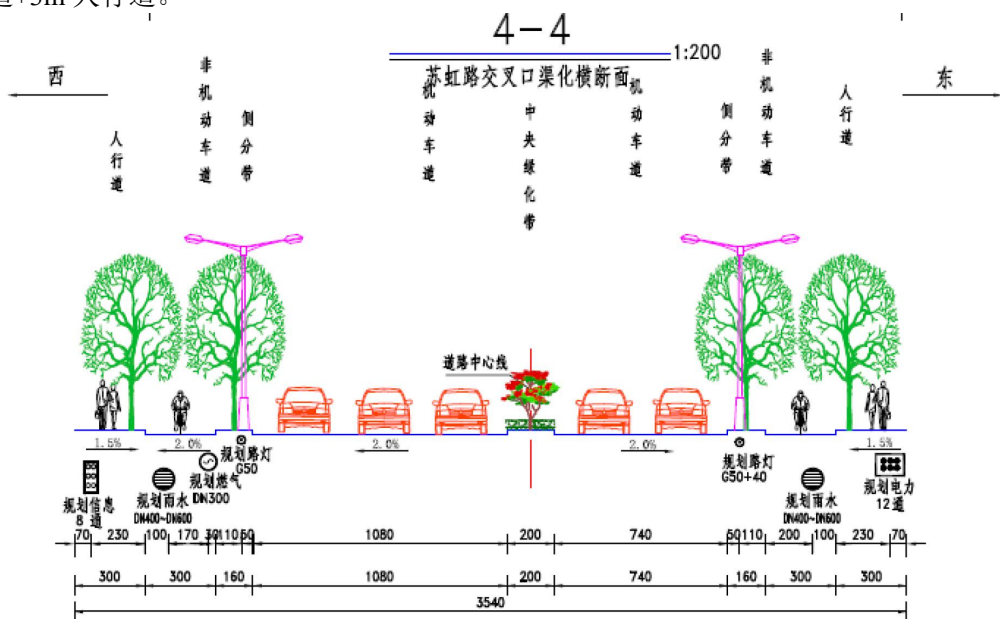 道+3m 人行道。
4-4
1:200
苏虹路交叉口渠化横断面
西
东
人行道
非机动车道
侧分带
机动车道
中央绿化带
机动车道
侧分带
非机动车道
人行道
道路中心线
1.5%
2.0%
2.0%
2.0%
1.5%
规划信息
8 通
规划雨水
DN400~DN600
规划燃气
DN300
规划路灯
G50
规划路灯
G50+40
规划雨水
DN400~DN600
规划电力
12通
70 230 100 170 30 110 50 1080 200 740 50 110 200 100 230 70
300 300 160 1080 200 740 160 300 300
3540